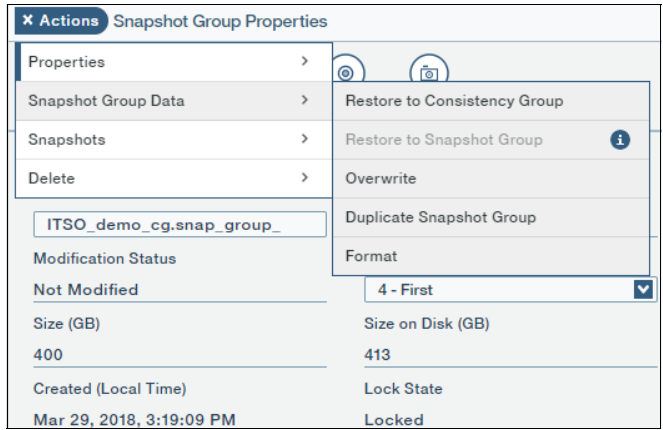 × Actions Snapshot Group Properties
Properties >
Snapshot Group Data >
Snapshots >
Delete >
Restore to Consistency Group
Restore to Snapshot Group i
Overwrite
Duplicate Snapshot Group
Format
ITSO_demo_cg.snap_group_
Modification Status
Not Modified
4 - First
Size (GB)
Size on Disk (GB)
400
413
Created (Local Time)
Lock State
Mar 29, 2018, 3:19:09 PM
Locked